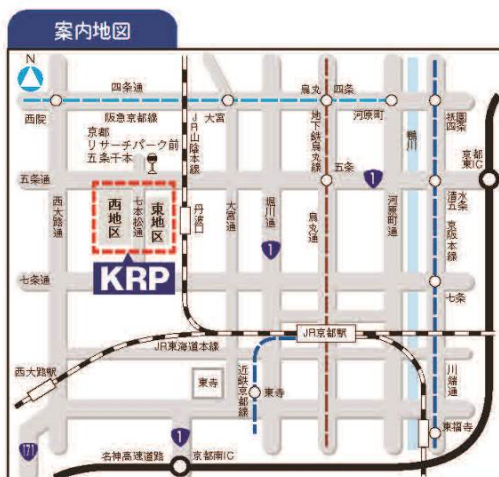 案内地図
N
四条通
烏丸
四条
西院
阪急京都線
大宮
河原町
祇園
四条
京都
リサーチパーク前
五条千本
JR山陰本線
地下鉄烏丸線
鴨川
京都
東IC
五条通
五条
1
清水
五条
西大路通
西地区
七本松通
東地区
丹波口
大宮通
堀川通
烏丸通
河原町通
京阪本線
1
KRP
七条通
七条
JR京都駅
JR東海道本線
西大路駅
東寺
近鉄京都線
東寺
川端通
東福寺
171
1
名神高速道路
京都南IC